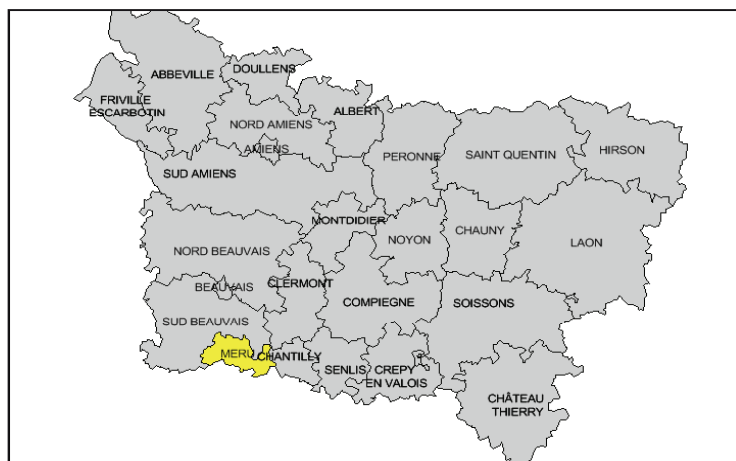 ABBEVILLE
DOULLENS
FRIVILLE
ESCARBOTIN
ALBERT
NORD AMIENS
AMIENS
PERONNE
SAINT QUENTIN
HIRSON
SUD AMIENS
MONTDIDIER
NOYON
CHAUNY
LAON
NORD BEAUVAIS
BEAUVAIS
CLERMONT
COMPIEGNE
SOISSONS
SUD BEAUVAIS
MERU
CHANTILLY
SENLIS
CREPY
EN VALOIS
CHÂTEAU
THIERRY